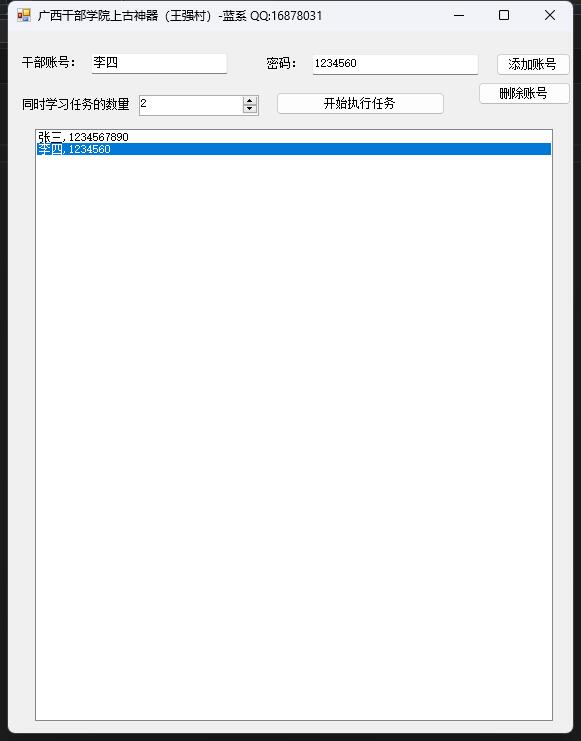 广西干部学院上古神器（王强村）-蓝系 QQ:16878031
干部账号： 李四 密码： 1234560 添加账号
删除账号
同时学习任务的数量 2 开始执行任务
张三,1234567890
李四,1234560